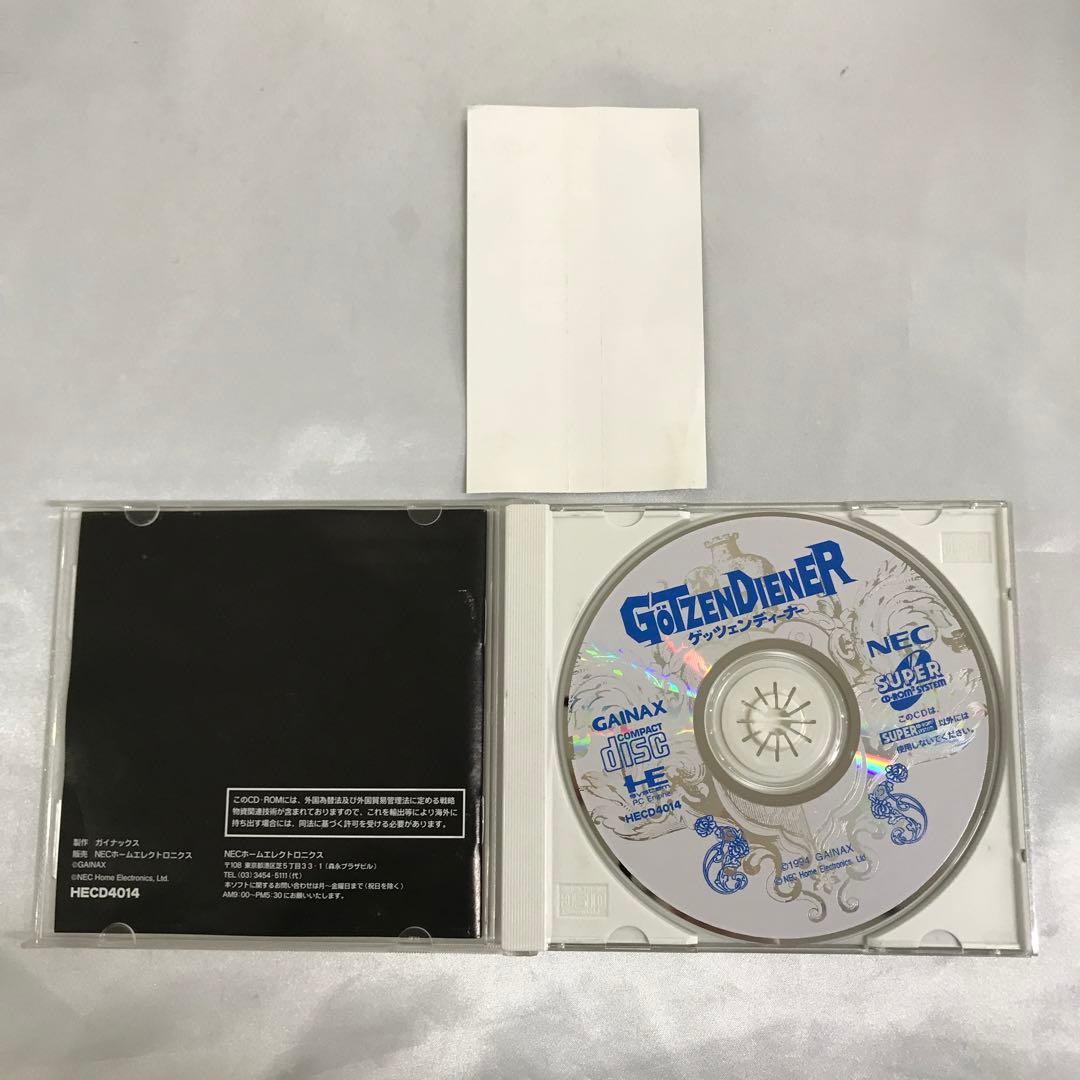 このCD-ROMには、外国為替法及び外国貿易管理法に定める戦略
物資関連技術が含まれておりますので、これを輸出等により海外に
持ち出す場合には、同法に基づく許可を受ける必要があります。
製作 ガイナックス
販売 NECホームエレクトロニクス
©GAINAX
©NEC Home Electronics, Ltd.
HECD4014
NECホームエレクトロニクス
〒108 東京都港区芝5丁目33-1(森永プラザビル)
TEL(03)3454-5111(代)
本ソフトに関するお問い合わせは月~金曜日まで(祝日を除く)
AM9:00~PM5:30にお願いいたします。
GÖTZENDIENER
ゲッツェンディーナー
NEC
SUPER
CD-ROM² SYSTEM
このCDは、
SUPER CD-ROM² SYSTEM 以外には
使用しないでください。
GAINAX
COMPACT
disc
HE
SYSTEM
PC Engine
HECD4014
©1994 GAINAX
©NEC Home Electronics, Ltd.